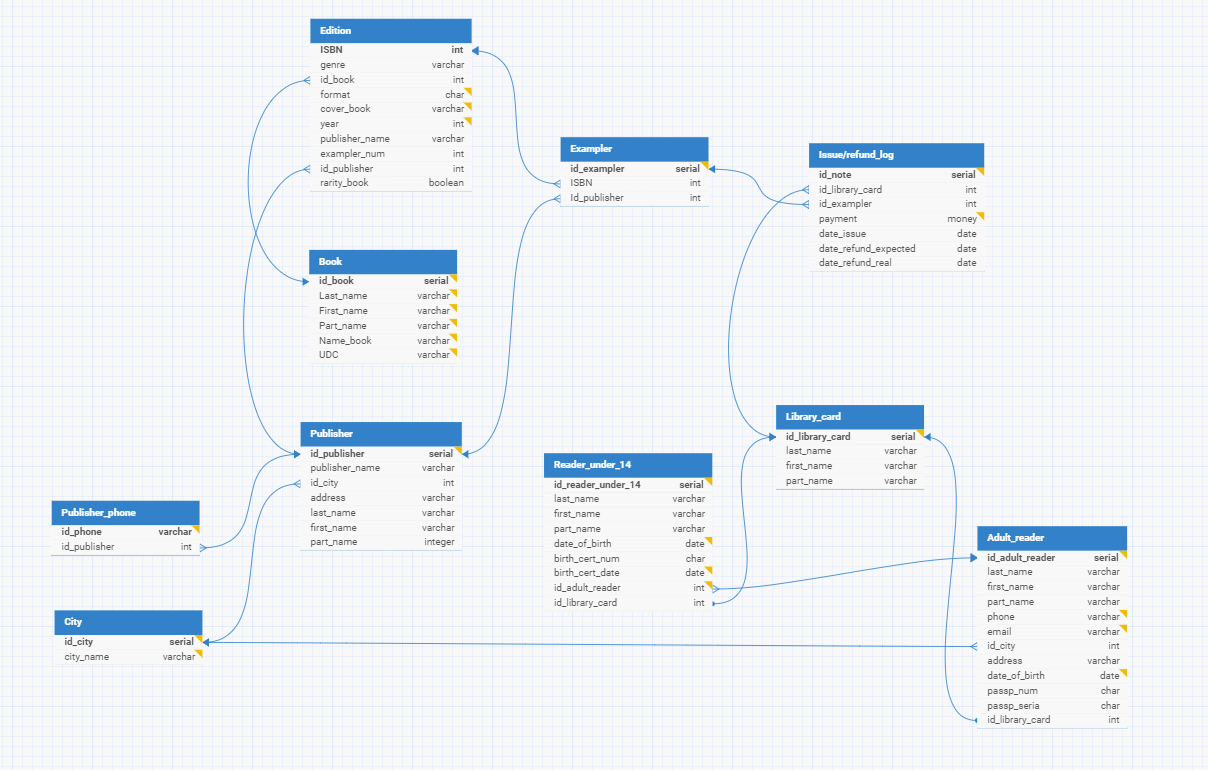 Edition
ISBN int
genre varchar
id_book int
format char
cover_book varchar
year int
publisher_name varchar
exampler_num int
id_publisher int
rarity_book boolean
Exampler
id_exampler serial
ISBN int
Id_publisher int
Issue/refund_log
id_note serial
id_library_card int
id_exampler int
payment money
date_issue date
date_refund_expected date
date_refund_real date
Book
id_book serial
Last_name varchar
First_name varchar
Part_name varchar
Name_book varchar
UDC varchar
Publisher
id_publisher serial
publisher_name varchar
id_city int
address varchar
last_name varchar
first_name varchar
part_name integer
Library_card
id_library_card serial
last_name varchar
first_name varchar
part_name varchar
Reader_under_14
id_reader_under_14 serial
last_name varchar
first_name varchar
part_name varchar
date_of_birth date
birth_cert_num char
birth_cert_date date
id_adult_reader int
id_library_card int
Publisher_phone
id_phone varchar
id_publisher int
Adult_reader
id_adult_reader serial
last_name varchar
first_name varchar
part_name varchar
phone varchar
email varchar
id_city int
address varchar
date_of_birth date
passp_num char
passp_seria char
id_library_card int
City
id_city serial
city_name varchar